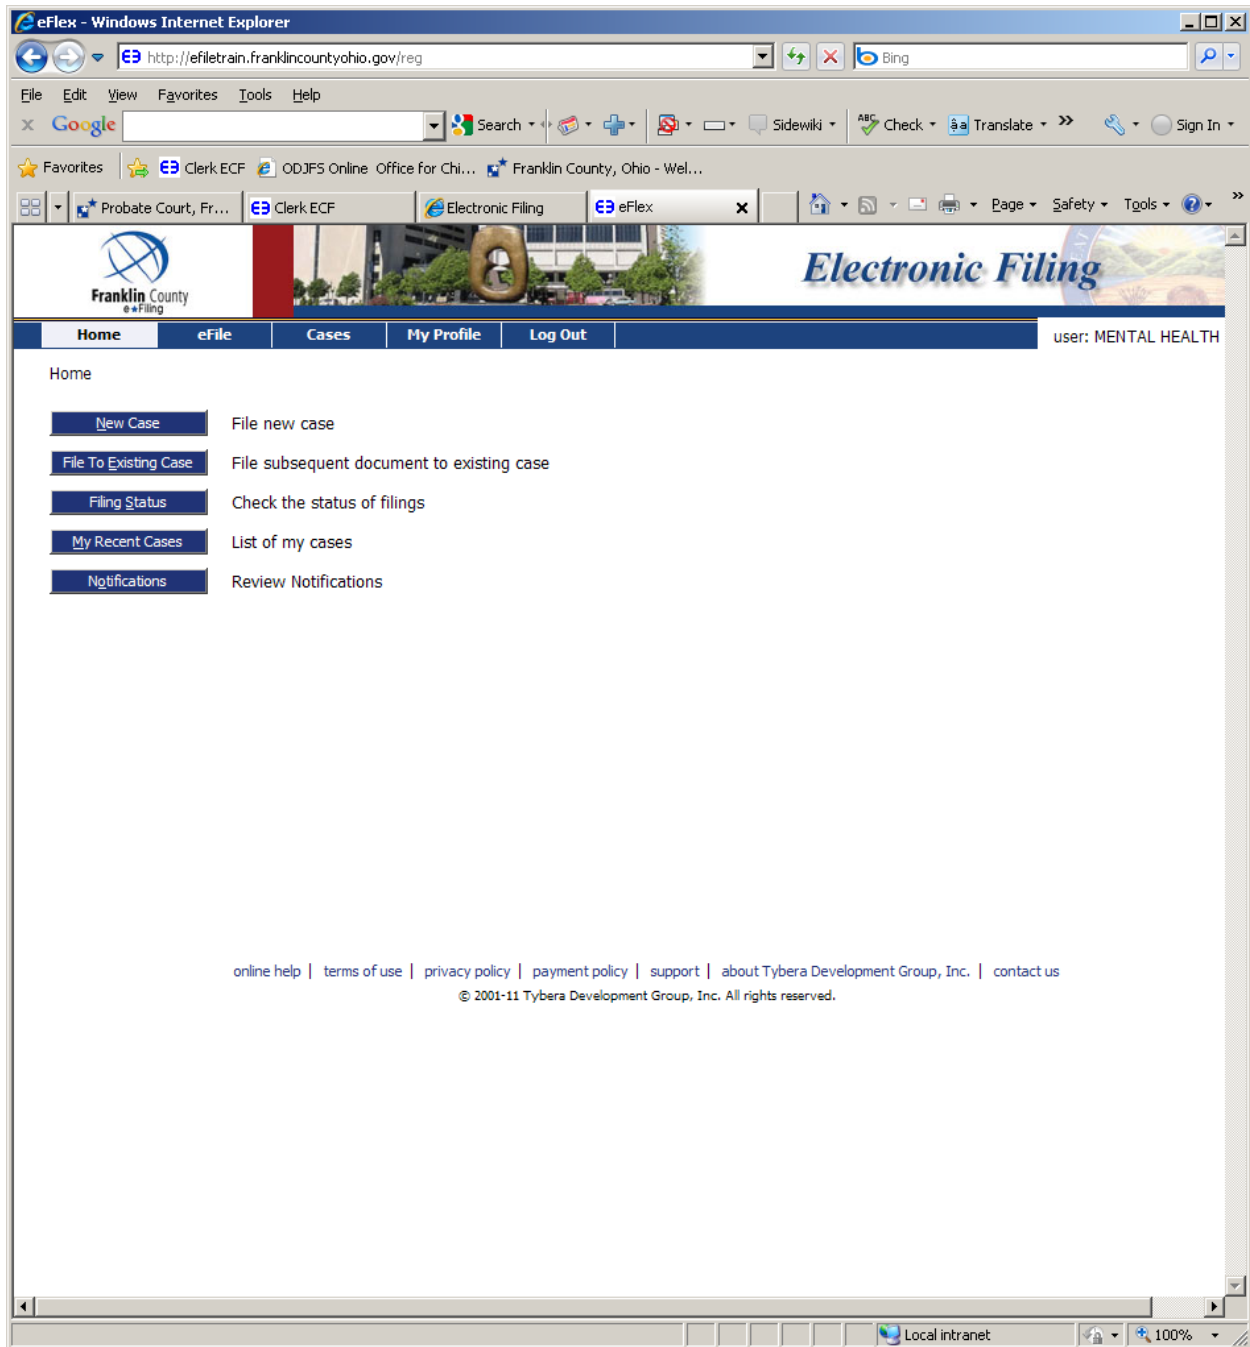 eFlex - Windows Internet Explorer
http://efiletrain.franklincountyohio.gov/reg
Bing
File Edit View Favorites Tools Help
x Google Search Sidewiki ABC Check Translate >> Sign In
Favorites Clerk ECF ODJFS Online Office for Chi... Franklin County, Ohio - Wel...
Probate Court, Fr... Clerk ECF Electronic Filing eFlex x Page Safety Tools >>
Franklin County
e★Filing
Electronic Filing
Home eFile Cases My Profile Log Out user: MENTAL HEALTH
Home
New Case File new case
File To Existing Case File subsequent document to existing case
Filing Status Check the status of filings
My Recent Cases List of my cases
Notifications Review Notifications
online help | terms of use | privacy policy | payment policy | support | about Tybera Development Group, Inc. | contact us
© 2001-11 Tybera Development Group, Inc. All rights reserved.
Local intranet 100%